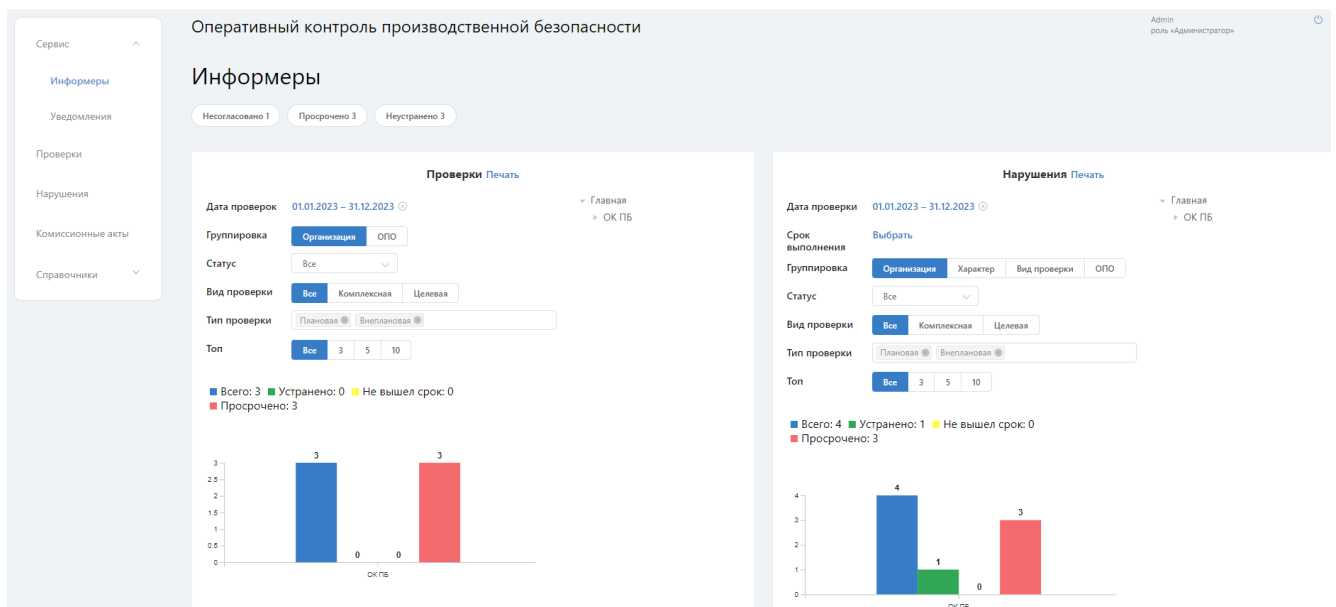 Оперативный контроль производственной безопасности
Admin
роль «Администратор»
Сервис
Информеры
Уведомления
Проверки
Нарушения
Комиссионные акты
Справочники
Информеры
Несогласовано 1
Просрочено 3
Неустранено 3
Проверки Печать
Дата проверок 01.01.2023 – 31.12.2023
Группировка Организация ОПО
Статус Все
Вид проверки Все Комплексная Целевая
Тип проверки Плановая Внеплановая
Топ Все 3 5 10
Главная
ОК ПБ
Всего: 3 Устранено: 0 Не вышел срок: 0
Просрочено: 3
3 3
3
2.5
2
1.5
1
0.5
0
0 0
ОК ПБ
Нарушения Печать
Дата проверки 01.01.2023 – 31.12.2023
Срок
выполнения
Выбрать
Группировка Организация Характер Вид проверки ОПО
Статус Все
Вид проверки Все Комплексная Целевая
Тип проверки Плановая Внеплановая
Топ Все 3 5 10
Главная
ОК ПБ
Всего: 4 Устранено: 1 Не вышел срок: 0
Просрочено: 3
4
3
4
3
2
1
0
1
0
ОК ПБ